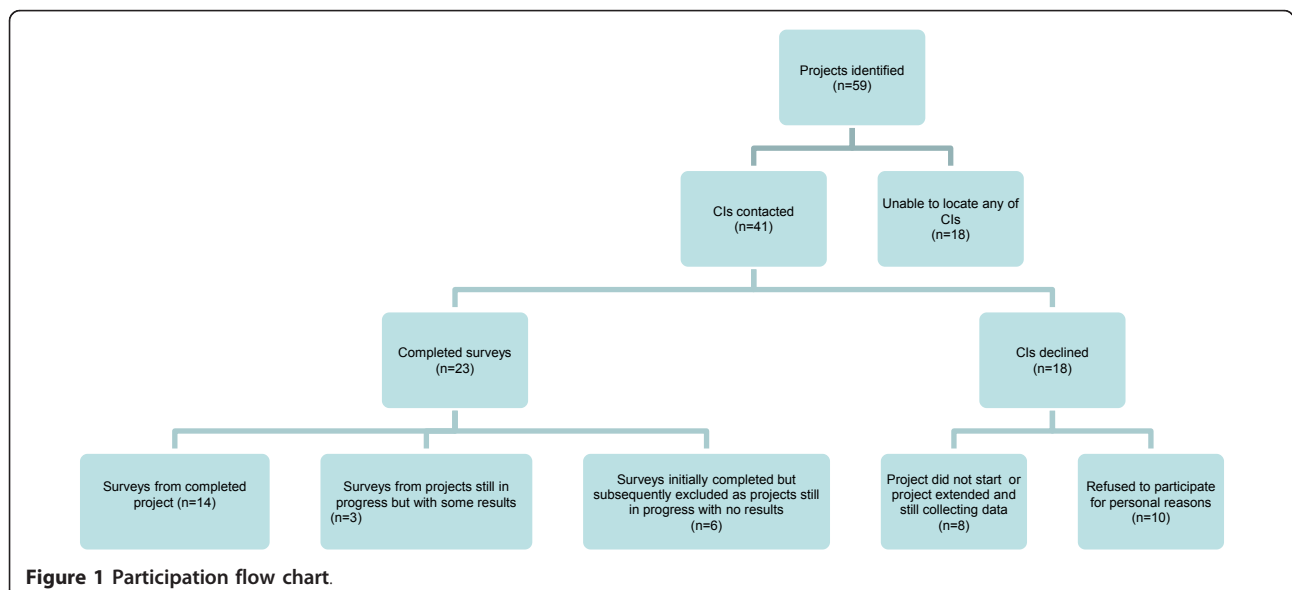 Projects identified
(n=59)
CIs contacted
(n=41)
Unable to locate any of
CIs
(n=18)
Completed surveys
(n=23)
CIs declined
(n=18)
Surveys from completed
project (n=14)
Surveys from projects still in
progress but with some results
(n=3)
Surveys initially completed but
subsequently excluded as projects still
in progress with no results
(n=6)
Project did not start or
project extended and
still collecting data
(n=8)
Refused to participate
for personal reasons
(n=10)
Figure 1 Participation flow chart.